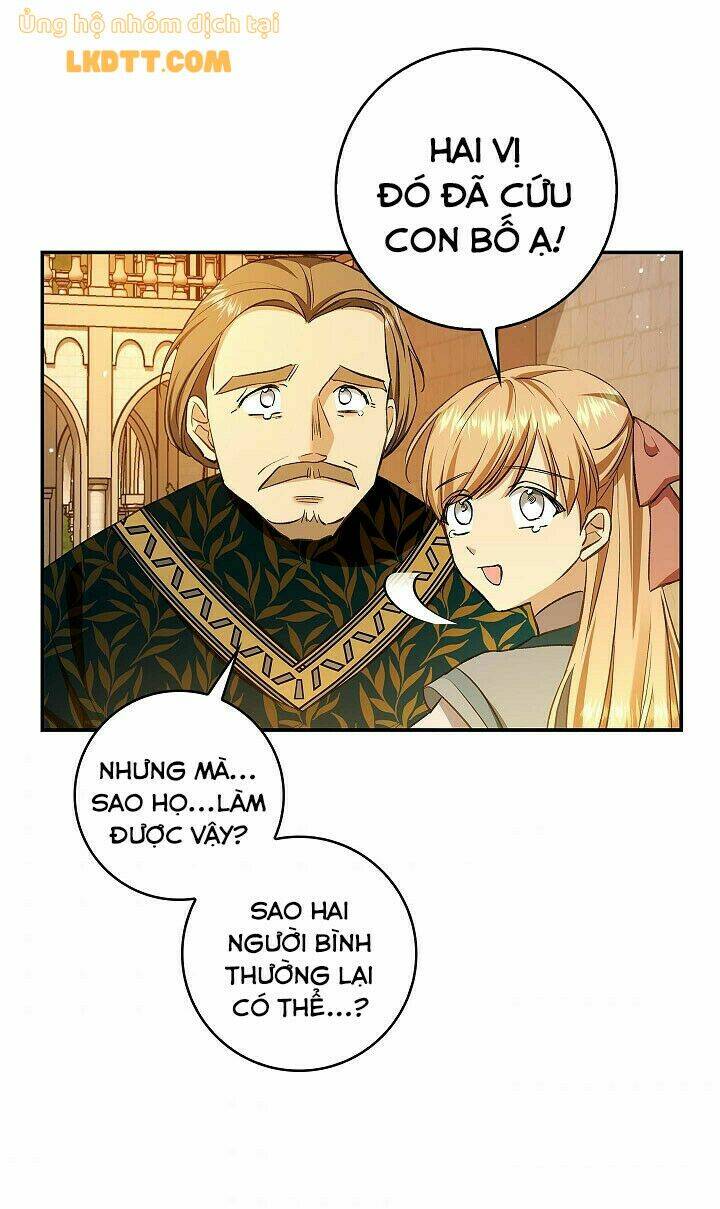 Ủng hộ nhóm dịch tại
LKDTT.COM
HAI VỊ
ĐÓ ĐÃ CỨU
CON BỐ Ạ!
NHƯNG MÀ...
SAO HỌ...LÀM
ĐƯỢC VẬY?
SAO HAI
NGƯỜI BÌNH
THƯỜNG LẠI
CÓ THỂ...?